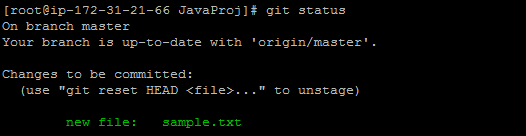 [root@ip-172-31-21-66 JavaProj]# git status
On branch master
Your branch is up-to-date with 'origin/master'.
Changes to be committed:
(use "git reset HEAD <file>..." to unstage)
new file: sample.txt